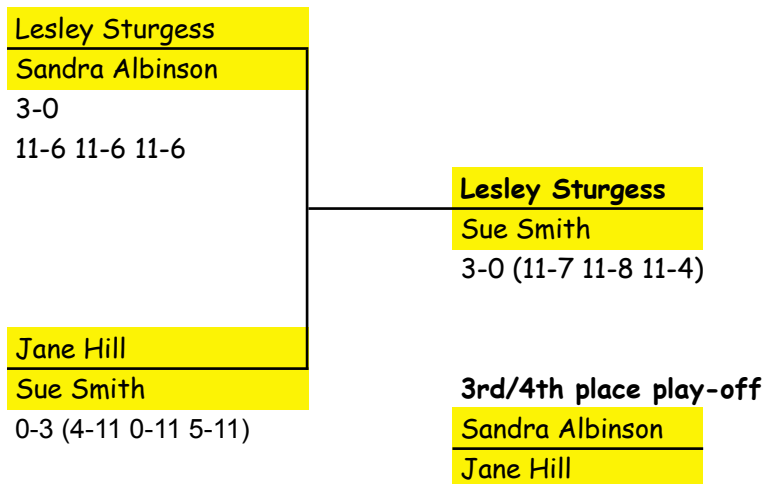 Lesley Sturgess
Sandra Albinson
3-0
11-6 11-6 11-6
Lesley Sturgess
Sue Smith
3-0 (11-7 11-8 11-4)
Jane Hill
Sue Smith
0-3 (4-11 0-11 5-11)
3rd/4th place play-off
Sandra Albinson
Jane Hill